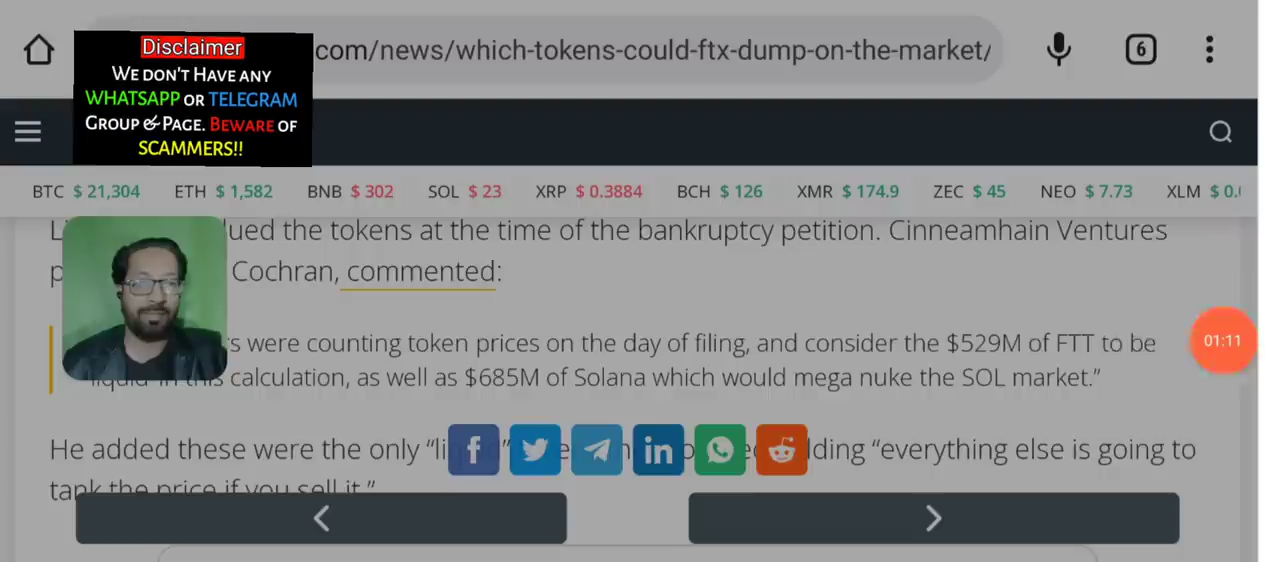 .com/news/which-tokens-could-ftx-dump-on-the-market/
6
Disclaimer
WE DON'T HAVE ANY
WHATSAPP OR TELEGRAM
GROUP & PAGE. BEWARE OF
SCAMMERS!!
BTC $ 21,304 ETH $ 1,582 BNB $ 302 SOL $ 23 XRP $ 0.3884 BCH $ 126 XMR $ 174.9 ZEC $ 45 NEO $ 7.73 XLM $ 0.
the tokens at the time of the bankruptcy petition. Cinneamhain Ventures
Cochran, commented:
were counting token prices on the day of filing, and consider the $529M of FTT to be
calculation, as well as $685M of Solana which would mega nuke the SOL market.”
01:11
He added these were the only “everything else is going to
tank the price if you sell it.”
f
in